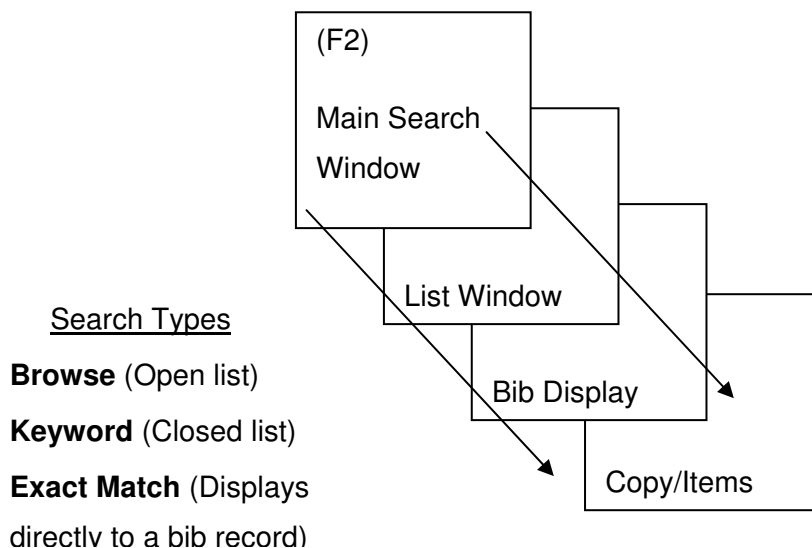 (F2)
Main Search
Window
List Window
Bib Display
Copy/Items
Search Types
Browse (Open list)
Keyword (Closed list)
Exact Match (Displays
directly to a bib record)